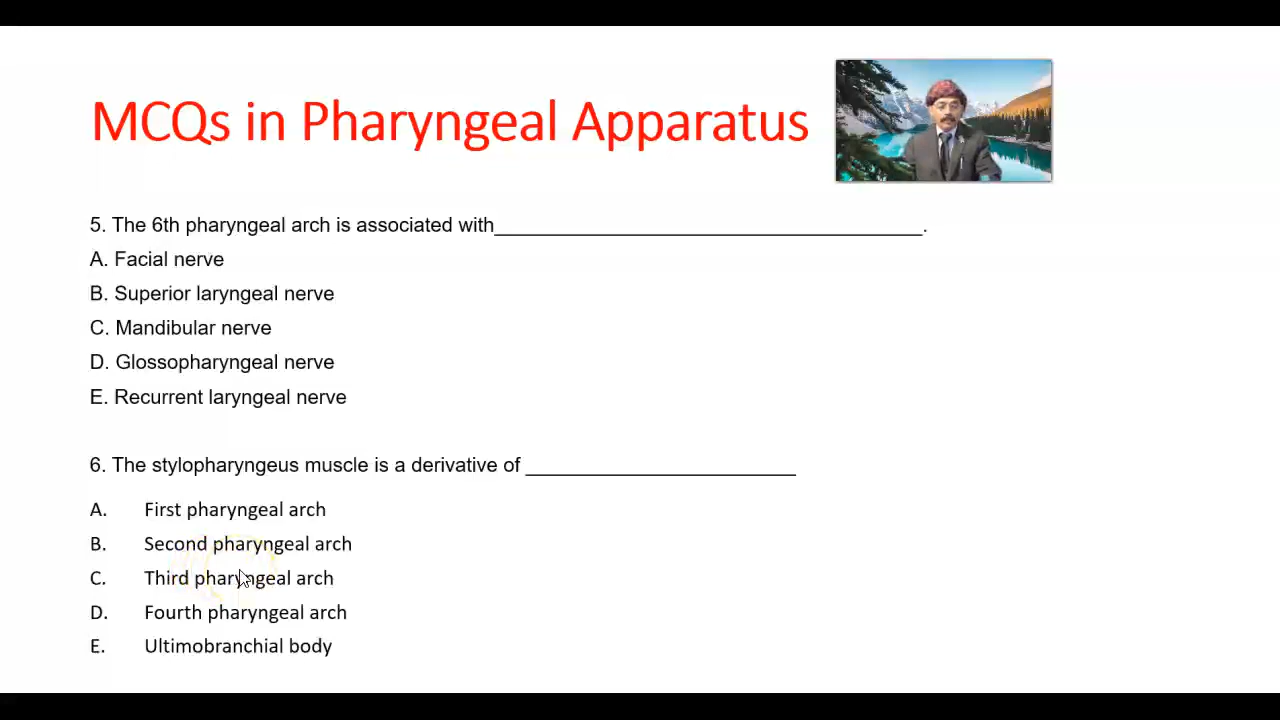 MCQs in Pharyngeal Apparatus
5. The 6th pharyngeal arch is associated with_______________________________________.
A. Facial nerve
B. Superior laryngeal nerve
C. Mandibular nerve
D. Glossopharyngeal nerve
E. Recurrent laryngeal nerve
6. The stylopharyngeus muscle is a derivative of ________________________
A. First pharyngeal arch
B. Second pharyngeal arch
C. Third pharyngeal arch
D. Fourth pharyngeal arch
E. Ultimobranchial body